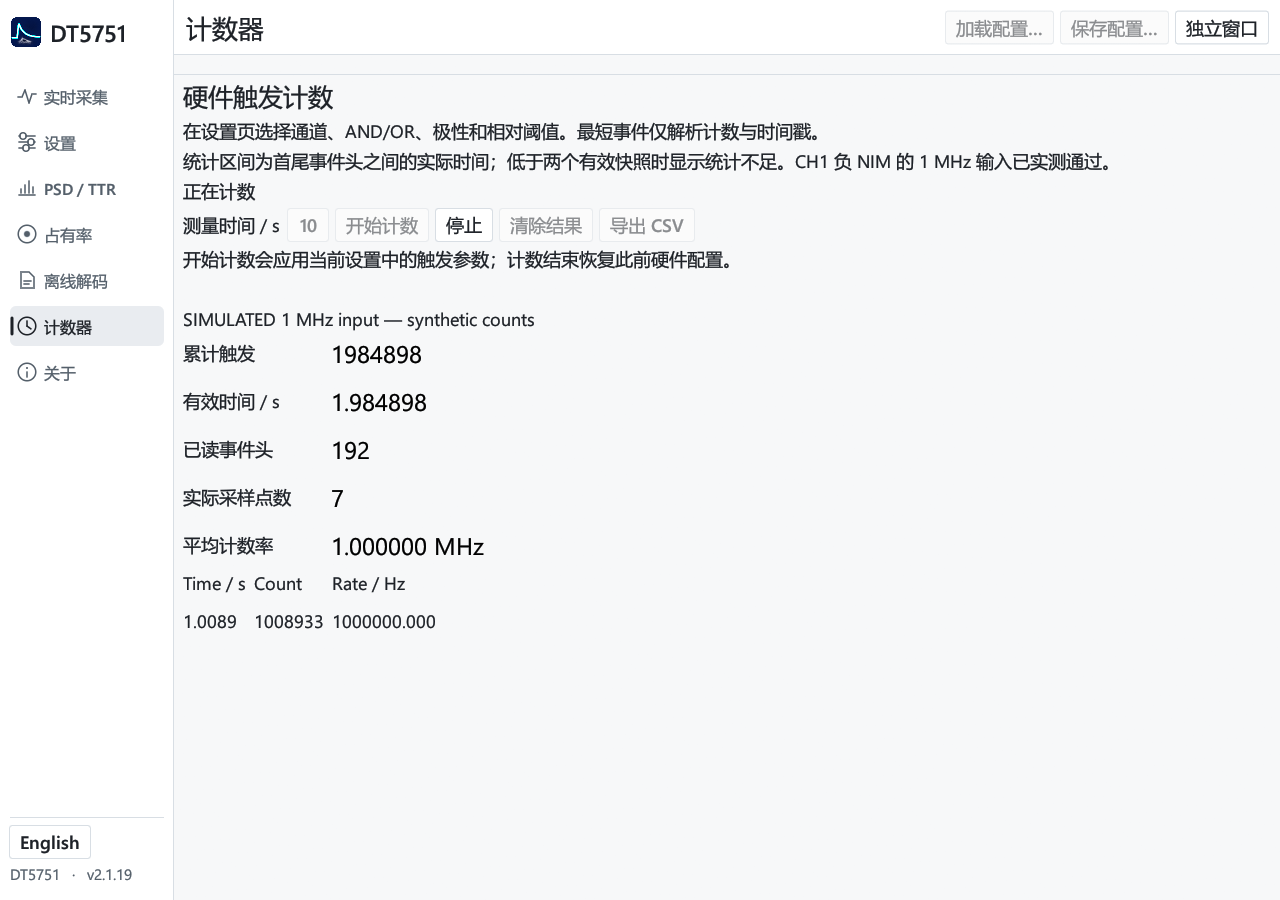 DT5751
计数器
加载配置...
保存配置...
独立窗口
实时采集
设置
PSD / TTR
占有率
离线解码
计数器
关于
硬件触发计数
在设置页选择通道、AND/OR、极性和相对阈值。最短事件仅解析计数与时间戳。
统计区间为首尾事件头之间的实际时间；低于两个有效快照时显示统计不足。CH1 负 NIM 的 1 MHz 输入已实测通过。
正在计数
测量时间 / s 10 开始计数 停止 清除结果 导出 CSV
开始计数会应用当前设置中的触发参数；计数结束恢复此前硬件配置。
SIMULATED 1 MHz input — synthetic counts
累计触发 1984898
有效时间 / s 1.984898
已读事件头 192
实际采样点数 7
平均计数率 1.000000 MHz
Time / s Count Rate / Hz
1.0089 1008933 1000000.000
English
DT5751 · v2.1.19